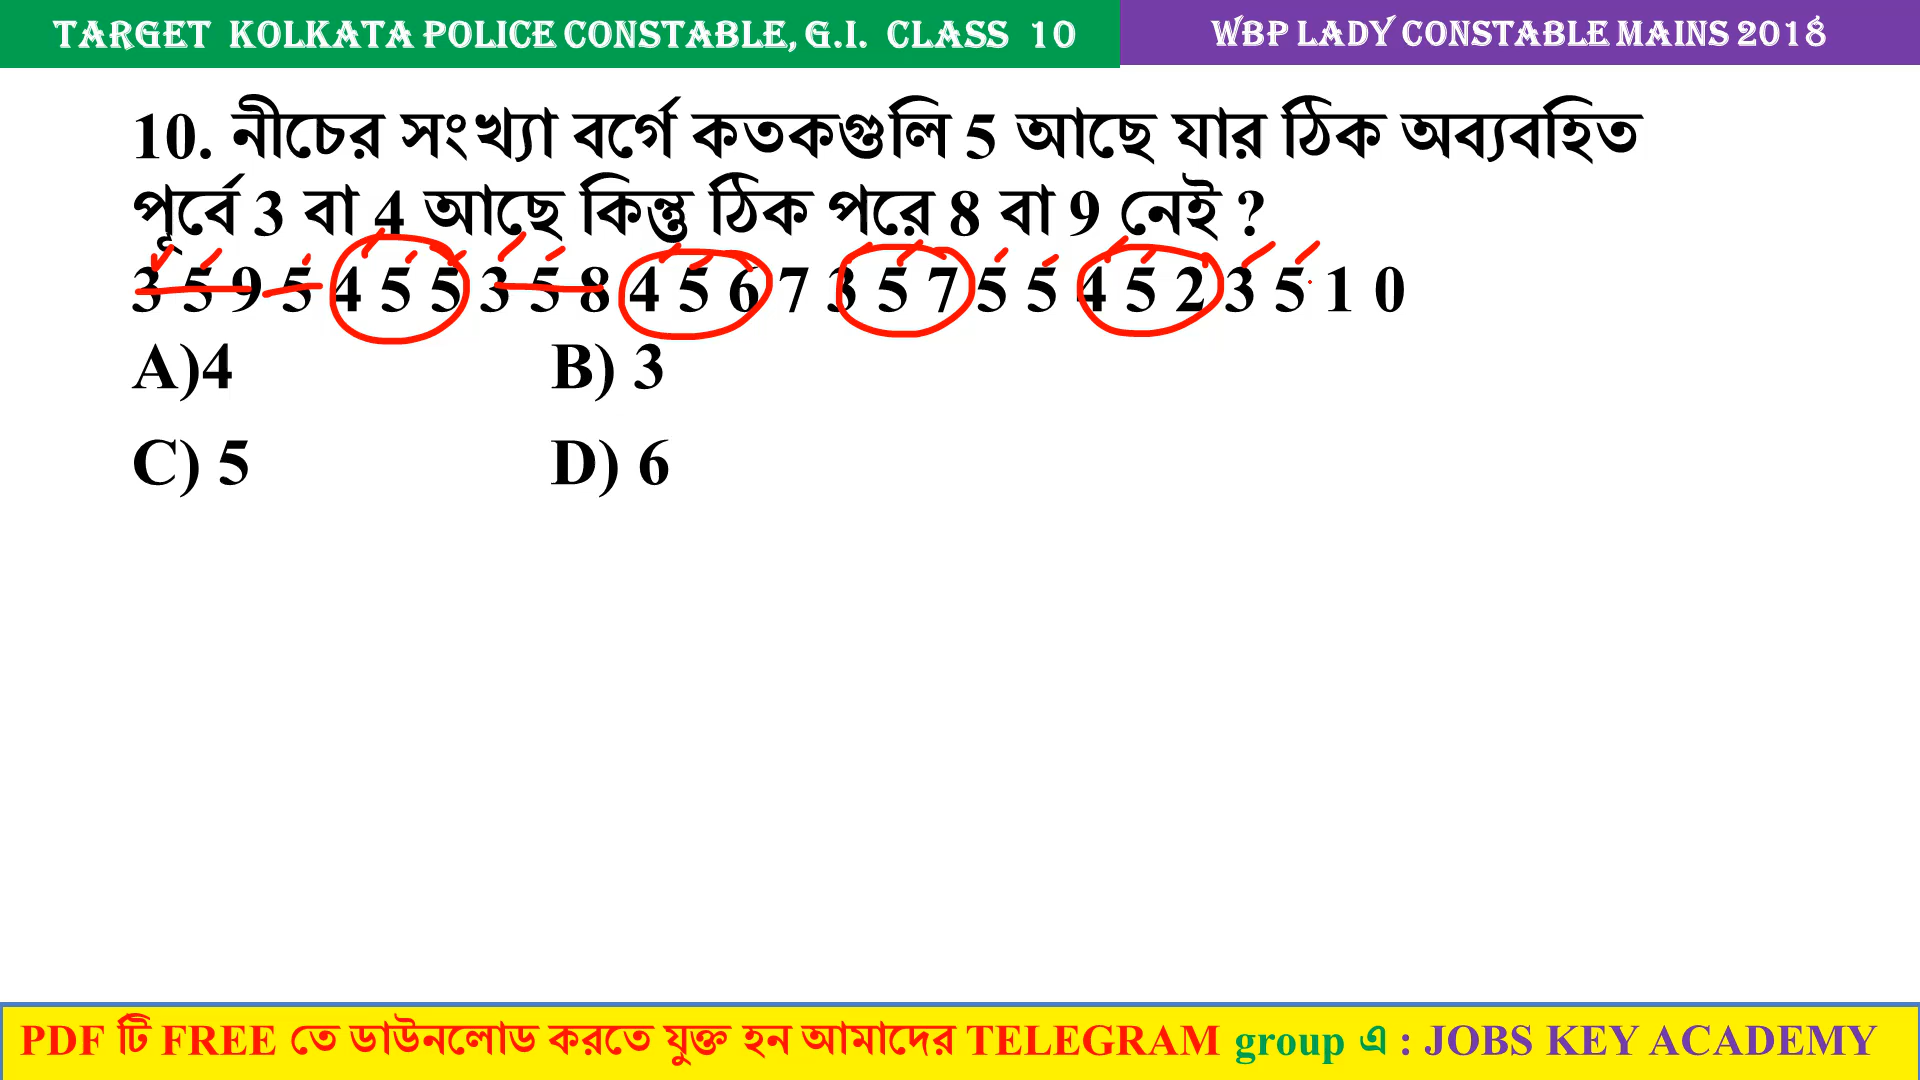 TARGET KOLKATA POLICE CONSTABLE, G.I. CLASS 10
WBP LADY CONSTABLE MAINS 2018
10. নীচের সংখ্যা বর্গে কতকগুলি 5 আছে যার ঠিক অব্যবহিত
পূর্বে 3 বা 4 আছে কিন্তু ঠিক পরে 8 বা 9 নেই ?
3 5 9 5 4 5 5 3 5 8 4 5 6 7 3 5 7 5 5 4 5 2 3 5 1 0
A)4 B) 3
C) 5 D) 6
PDF টি FREE তে ডাউনলোড করতে যুক্ত হন আমাদের TELEGRAM group এ : JOBS KEY ACADEMY